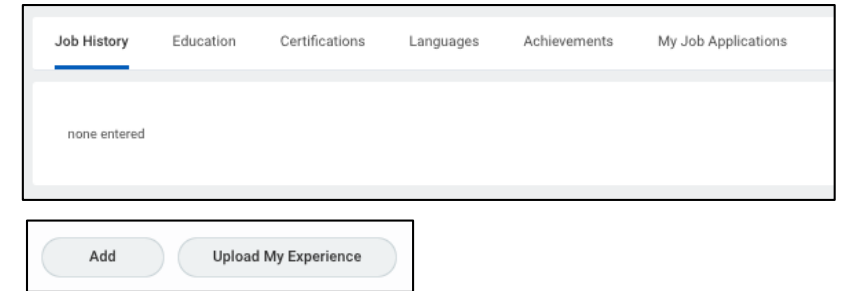 Job History Education Certifications Languages Achievements My Job Applications
none entered
Add Upload My Experience